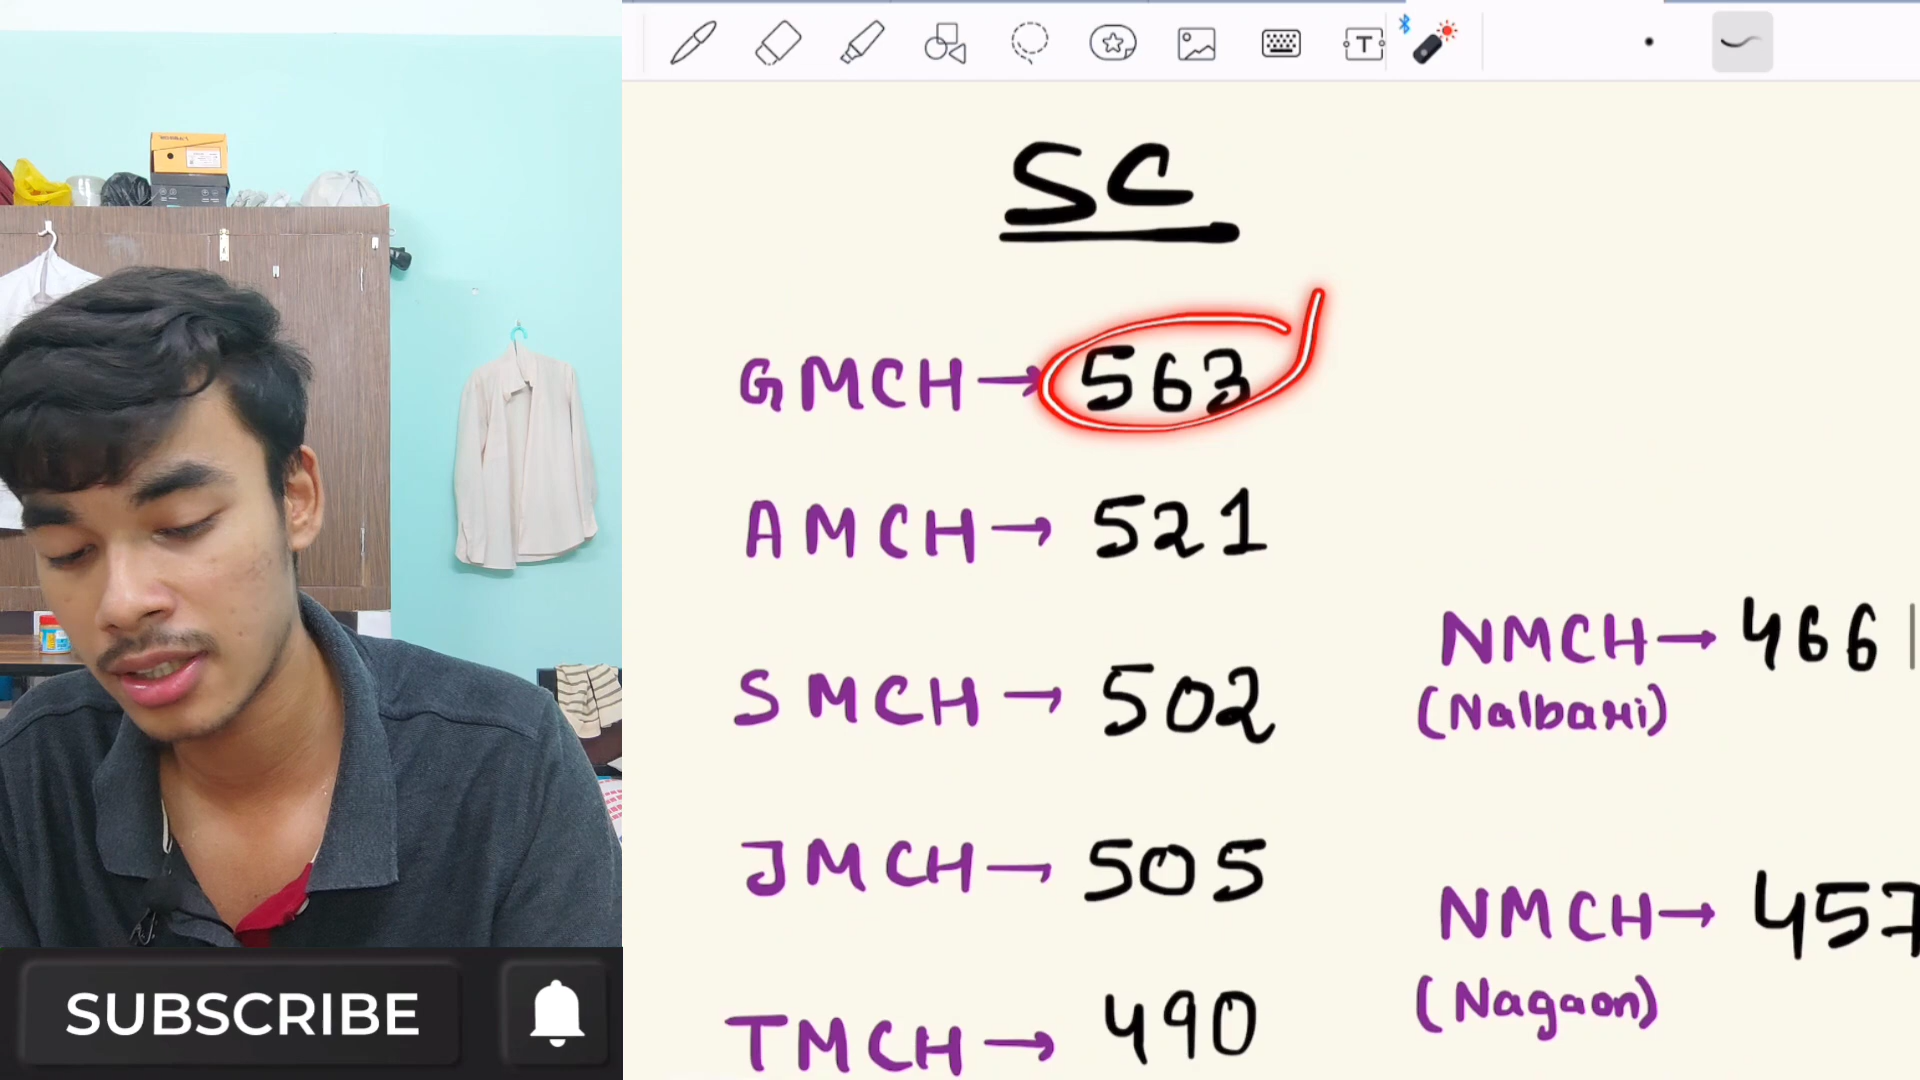 SC
GMCH → 563
AMCH → 521
SMCH → 502
JMCH → 505
TMCH → 490
NMCH → 466
(Nalbari)
NMCH → 457
(Nagaon)
SUBSCRIBE